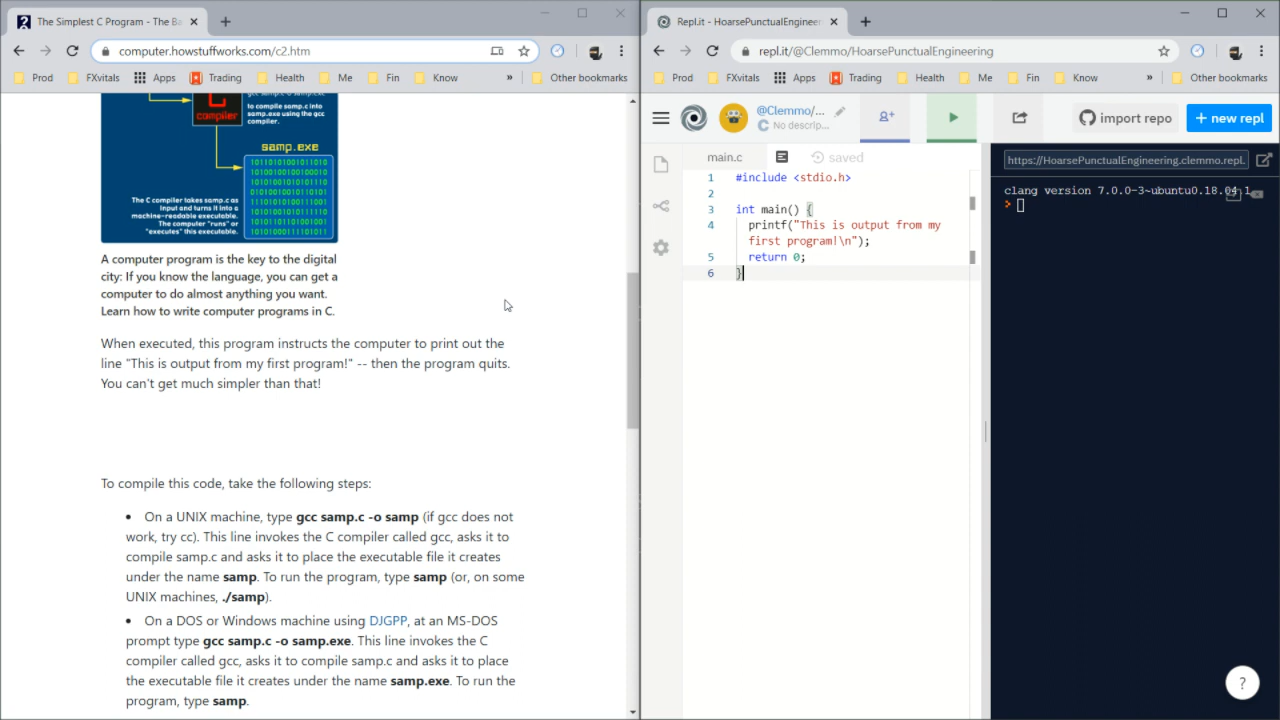 The Simplest C Program - The Ba
computer.howstuffworks.com/c2.htm
Prod FXvitals Apps Trading Health Me Fin Know » Other bookmarks
C
compiler
to compile samp.c into
samp.exe using the gcc
compiler.
samp.exe
The C compiler takes samp.c as
input and turns it into a
machine-readable executable.
The computer "runs" or
"executes" this executable.
A computer program is the key to the digital
city: If you know the language, you can get a
computer to do almost anything you want.
Learn how to write computer programs in C.
When executed, this program instructs the computer to print out the
line "This is output from my first program!" -- then the program quits.
You can't get much simpler than that!
To compile this code, take the following steps:
• On a UNIX machine, type gcc samp.c -o samp (if gcc does not
work, try cc). This line invokes the C compiler called gcc, asks it to
compile samp.c and asks it to place the executable file it creates
under the name samp. To run the program, type samp (or, on some
UNIX machines, ./samp).
• On a DOS or Windows machine using DJGPP, at an MS-DOS
prompt type gcc samp.c -o samp.exe. This line invokes the C
compiler called gcc, asks it to compile samp.c and asks it to place
the executable file it creates under the name samp.exe. To run the
program, type samp.
Repl.it - HoarsePunctualEngineer
repl.it/@Clemmo/HoarsePunctualEngineering
Prod FXvitals Apps Trading Health Me Fin Know » Other bookmarks
@Clemmo/...
C No descrip...
import repo
+ new repl
main.c
saved
https://HoarsePunctualEngineering.clemmo.repl.
1 #include <stdio.h>
2
3 int main() {
4 printf("This is output from my
first program!\n");
5 return 0;
6 }
clang version 7.0.0-3~ubuntu0.18.04.1
>
?